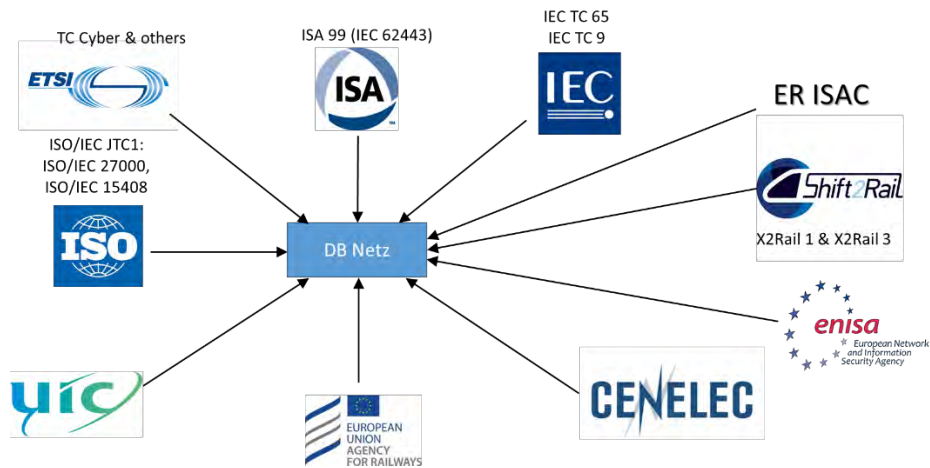 TC Cyber & others
ETSI
ISA 99 (IEC 62443)
ISA
IEC TC 65
IEC TC 9
IEC
ER ISAC
Shift2Rail
X2Rail 1 & X2Rail 3
ISO/IEC JTC1:
ISO/IEC 27000,
ISO/IEC 15408
ISO
DB Netz
enisa
European Network
and Information
Security Agency
uic
EUROPEAN
UNION
AGENCY
FOR RAILWAYS
CENELEC